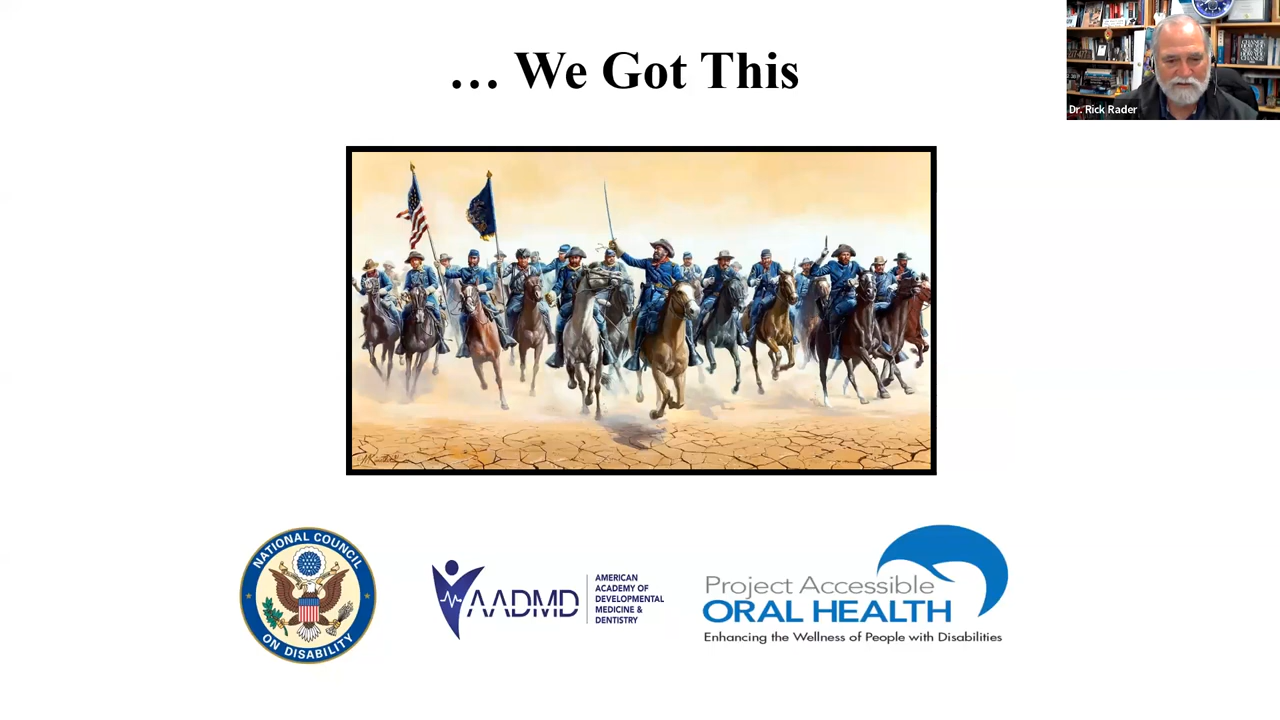 ... We Got This
Dr. Rick Rader
NATIONAL COUNCIL
ON DISABILITY
AADMD
AMERICAN
ACADEMY OF
DEVELOPMENTAL
MEDICINE &
DENTISTRY
Project Accessible
ORAL HEALTH
Enhancing the Wellness of People with Disabilities